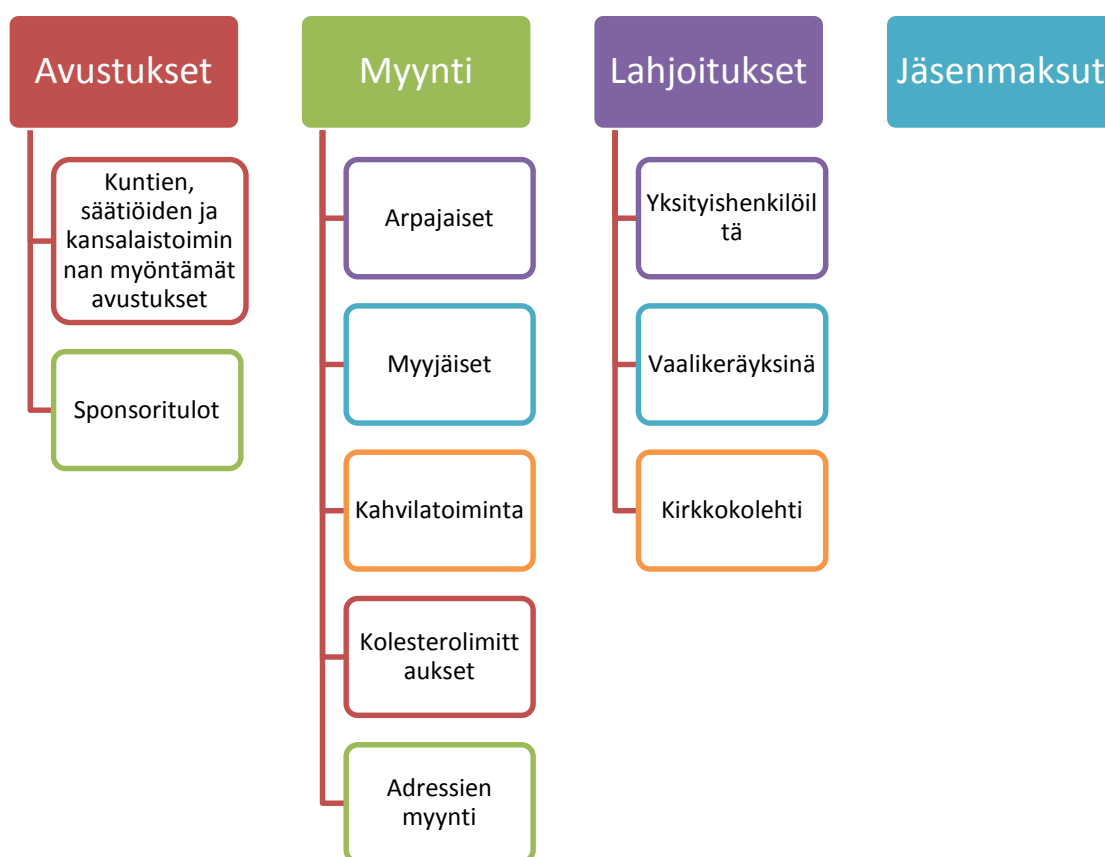 Avustukset
Kuntien,
säätiöiden ja
kansalaistoimin
nan myöntämät
avustukset
Sponsoritulot
Myynti
Arpajaiset
Myyjäiset
Kahvilatoiminta
Kolesterolimitt
aukset
Adressien
myynti
Lahjoitukset
Yksityishenkilöil
tä
Vaalikeräyksinä
Kirkkokolehti
Jäsenmaksut